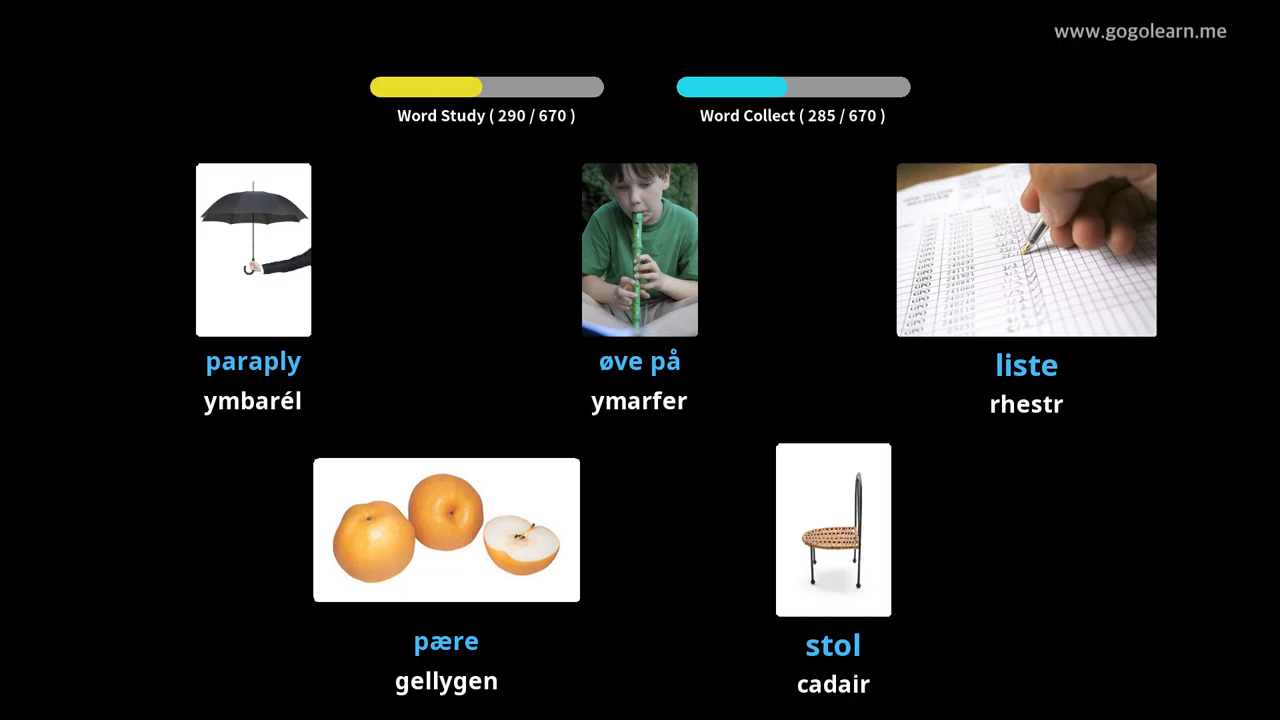 www.gogolearn.me
Word Study ( 290 / 670 )
Word Collect ( 285 / 670 )
paraply
øve på
liste
ymbarél
ymarfer
rhestr
pære
stol
gellygen
cadair